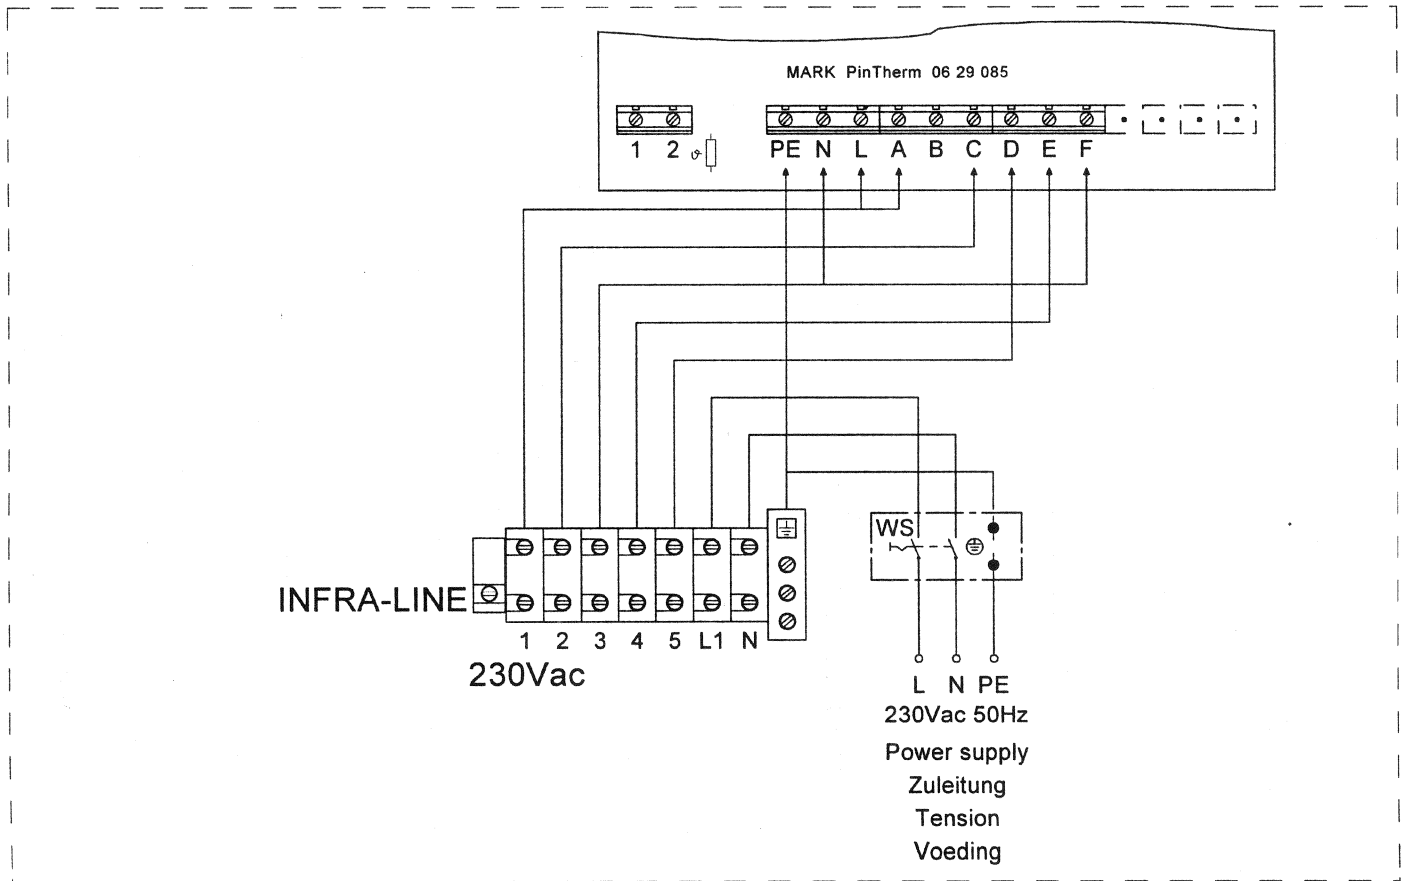 MARK PinTherm 06 29 085
1 2 PE N L A B C D E F
WS
INFRA-LINE
1 2 3 4 5 L1 N
230Vac
L N PE
230Vac 50Hz
Power supply
Zuleitung
Tension
Voeding